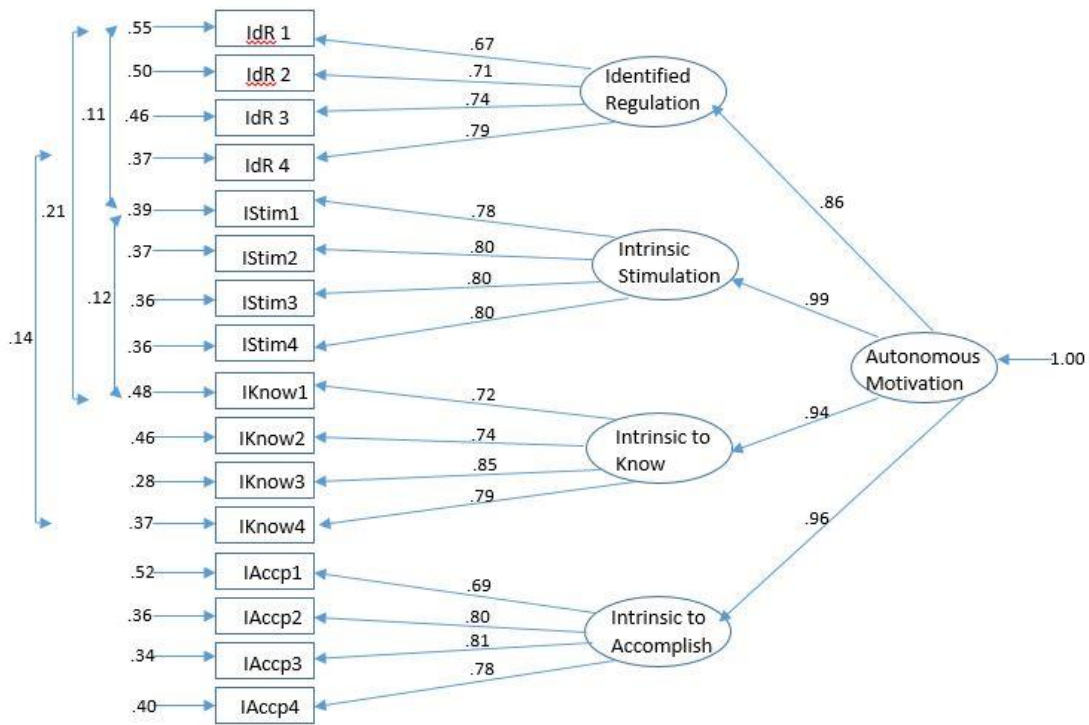 .55
IdR 1
.67
.50
IdR 2
.71
Identified
Regulation
.46
IdR 3
.74
.11
.37
IdR 4
.79
.86
.21
.39
IStim1
.78
.37
IStim2
.80
Intrinsic
Stimulation
.12
.36
IStim3
.80
.99
.14
.36
IStim4
.80
Autonomous
Motivation
1.00
.48
IKnow1
.72
.94
.46
IKnow2
.74
Intrinsic to
Know
.28
IKnow3
.85
.37
IKnow4
.79
.96
.52
IAccp1
.69
.36
IAccp2
.80
Intrinsic to
Accomplish
.34
IAccp3
.81
.40
IAccp4
.78